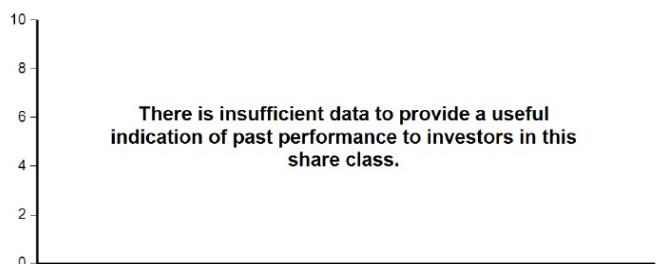 10
8
There is insufficient data to provide a useful
6
indication of past performance to investors in this
share class.
4
2
0